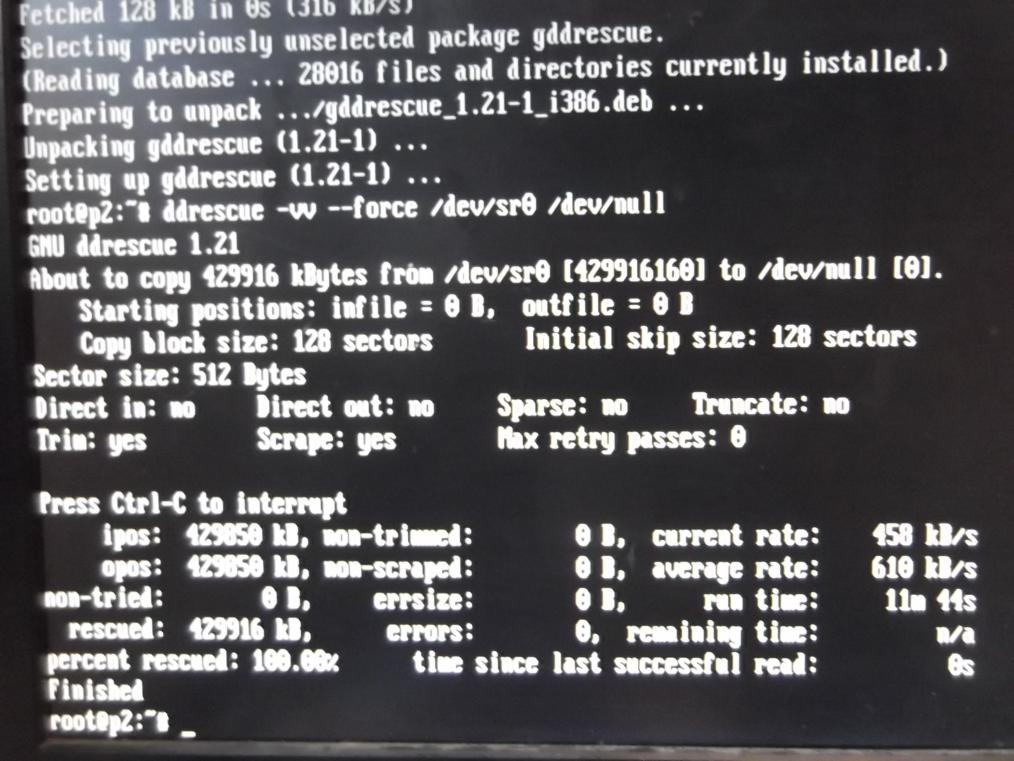 Fetched 128 kB in 0s (316 kB/s)
Selecting previously unselected package gddrescue.
(Reading database ... 28016 files and directories currently installed.)
Preparing to unpack .../gddrescue_1.21-1_i386.deb ...
Unpacking gddrescue (1.21-1) ...
Setting up gddrescue (1.21-1) ...
root@p2:~# ddrescue -vv --force /dev/sr0 /dev/null
GNU ddrescue 1.21
About to copy 429916 kBytes from /dev/sr0 [429916160] to /dev/null [0].
    Starting positions: infile = 0 B,  outfile = 0 B
    Copy block size: 128 sectors       Initial skip size: 128 sectors
Sector size: 512 Bytes
Direct in: no     Direct out: no     Sparse: no     Truncate: no
Trim: yes         Scrape: yes        Max retry passes: 0
Press Ctrl-C to interrupt
     ipos:  429850 kB, non-trimmed:        0 B,  current rate:    458 kB/s
     opos:  429850 kB, non-scraped:        0 B,  average rate:    610 kB/s
non-tried:       0 B,     errsize:        0 B,      run time:     11m 44s
  rescued:  429916 kB,     errors:        0,  remaining time:         n/a
percent rescued: 100.00%      time since last successful read:          0s
Finished
root@p2:~# _